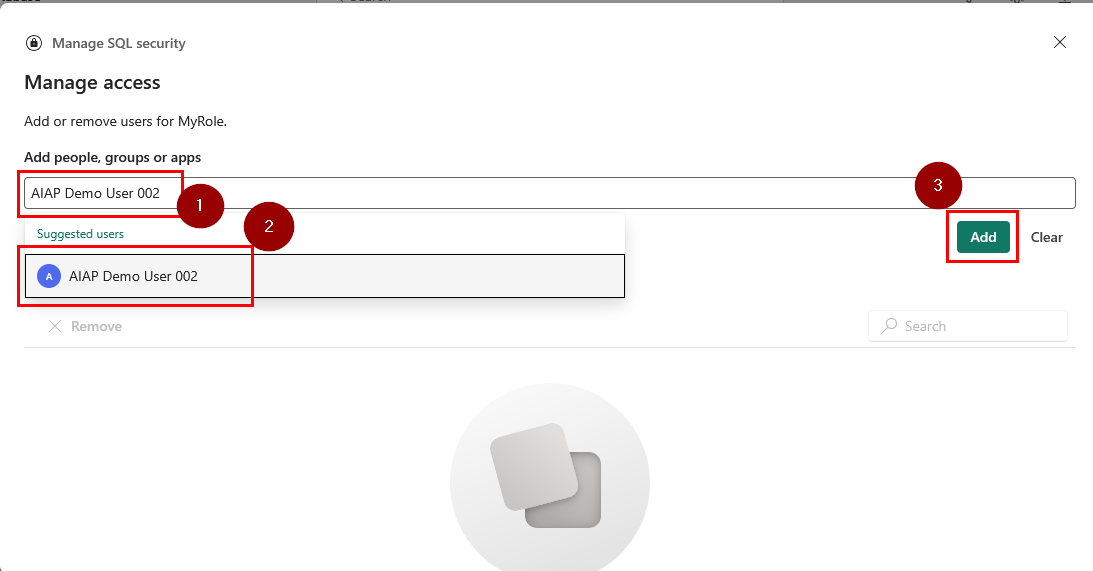 Manage SQL security
Manage access
Add or remove users for MyRole.
Add people, groups or apps
AIAP Demo User 002
1
3
2
Suggested users
Add
Clear
A
AIAP Demo User 002
Remove
Search